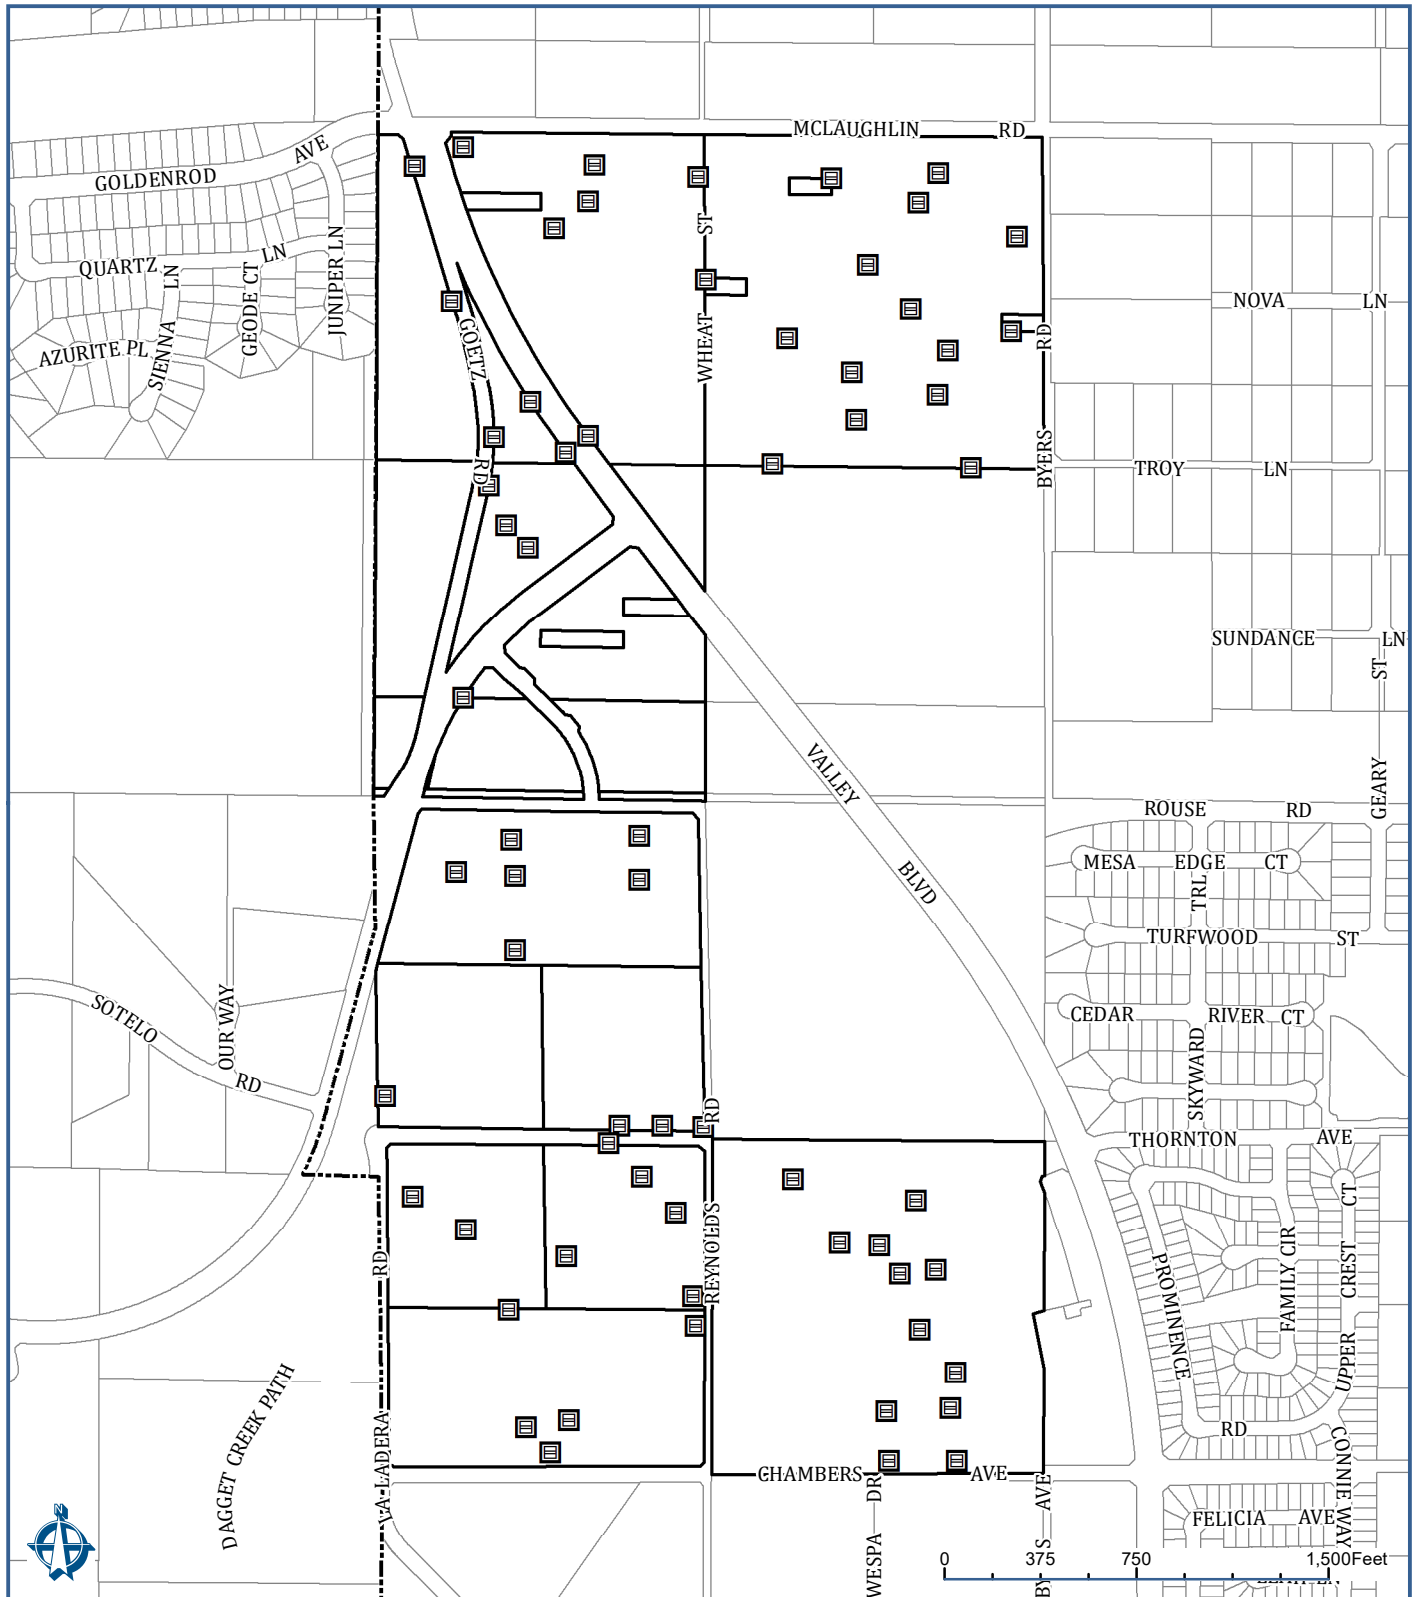 MCLAUGHLIN RD
GOLDENROD AVE
QUARTZ LN
SIENNA LN
GEODE CT
JUNIPER LN
AZURITE PL
GOETZ RD
WHEAT ST
BYERS RD
NOVA LN
TROY LN
SUNDANCE LN
GEARY ST
VALLEY BLVD
ROUSE RD
MESA EDGE CT
SKYWARD TRL
TURFWOOD ST
CEDAR RIVER CT
SOTELO RD
OUR WAY
THORNTON AVE
REYNOLDS RD
PROMINENCE RD
FAMILY CIR
UPPER CREST CT
LA LADERA RD
DAGGET CREEK PATH
CHAMBERS AVE
WESPA DR
AVE
CONNIE WAY
FELICIA AVE
N
0 375 750 1,500Feet